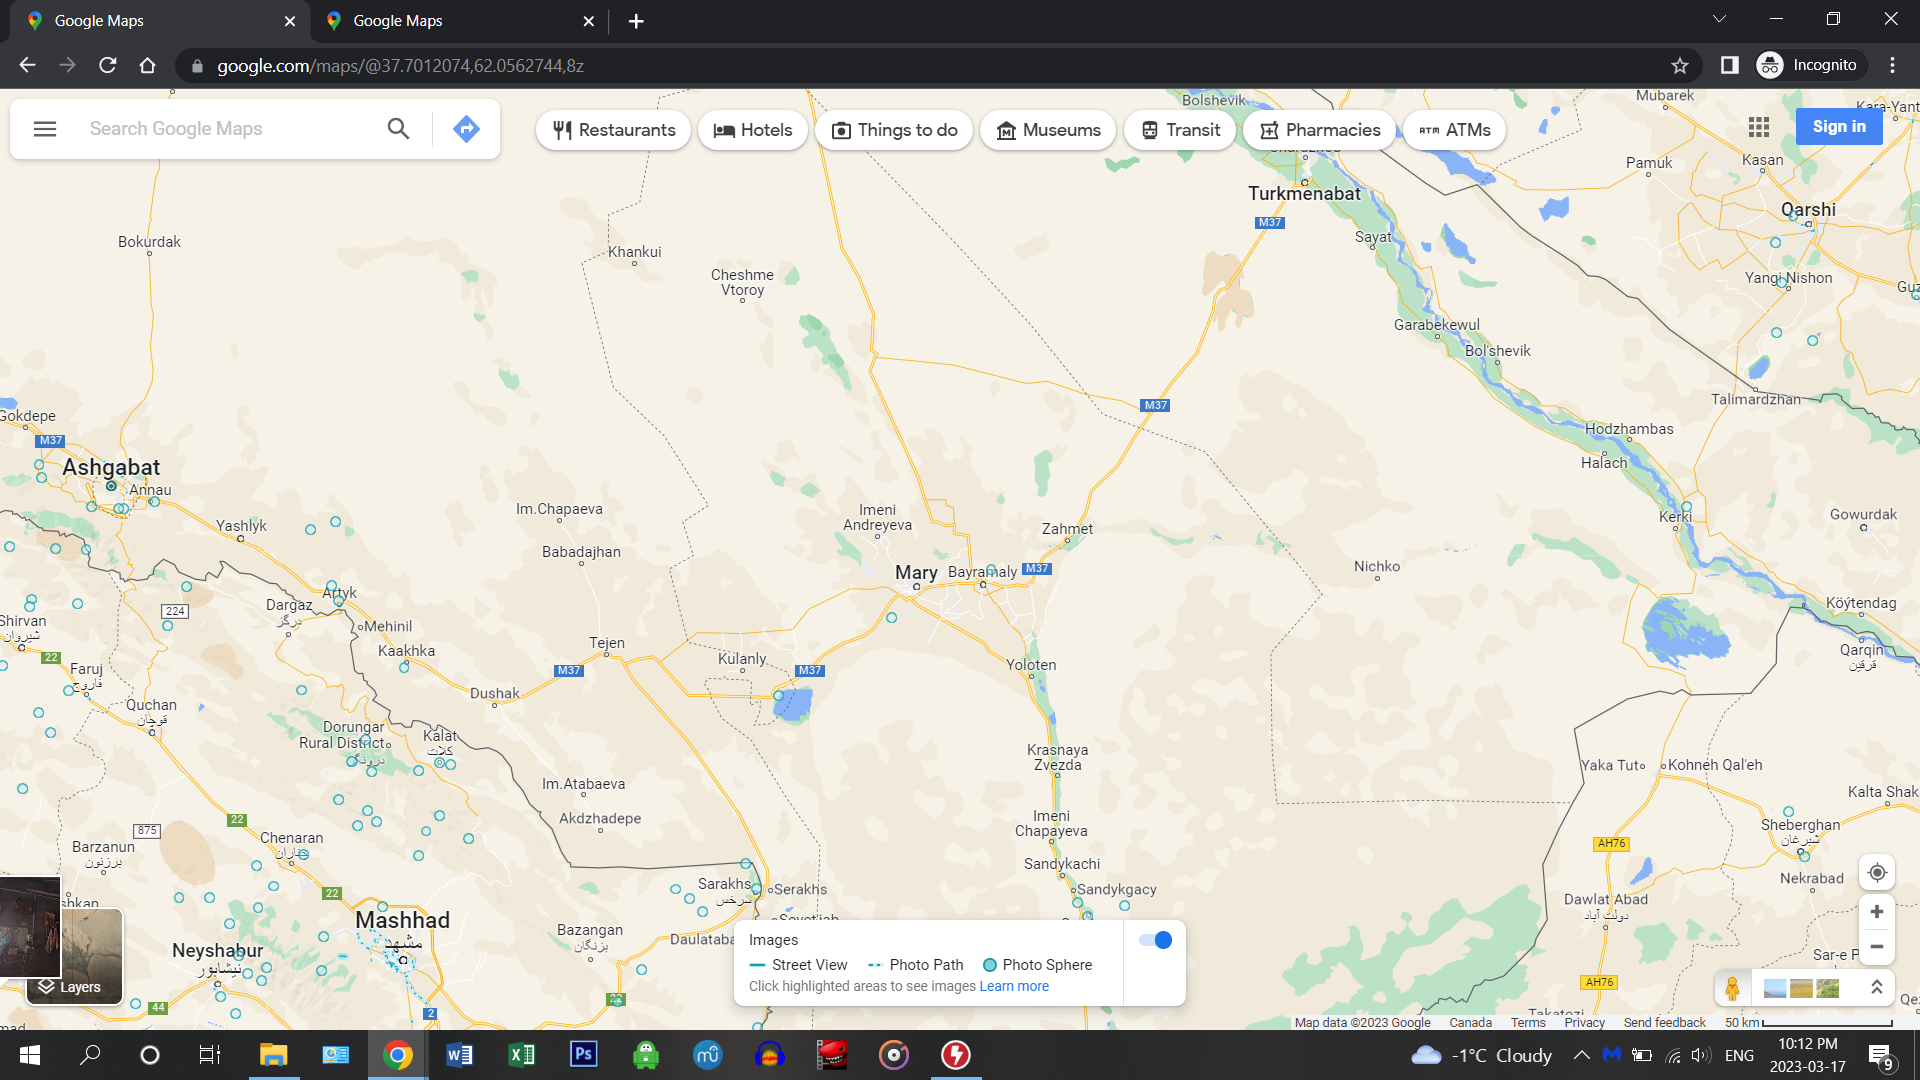 Google Maps
Google Maps
google.com/maps/@37.7012074,62.0562744,8z
Incognito
Search Google Maps
Restaurants
Hotels
Things to do
Museums
Transit
Pharmacies
ATMs
Sign in
Bolshevik
Mubarek
Pamuk
Kasan
Turkmenabat
M37
Qarshi
Sayat
Bokurdak
Khankui
Cheshme
Vtoroy
Yangi Nishon
Garabekewul
Bol'shevik
Gokdepe
M37
M37
Talimardzhan
Hodzhambas
Halach
Ashgabat
Annau
Im.Chapaeva
Imeni
Andreyeva
Zahmet
Kerki
Gowurdak
Yashlyk
Babadajhan
Mary
Bayramaly
M37
Nichko
Artyk
224
Dargaz
درگز
Mehinil
Köýtendag
Shirvan
شیروان
Kaakhka
Tejen
Kulanly
M37
M37
Yoloten
Qarqin
قرقین
22
Faruj
فاروج
Dushak
Quchan
قوچان
Dorungar
Rural District
درونگر
Kalat
کلات
Krasnaya
Zvezda
Yaka Tut
Kohneh Qal'eh
Im.Atabaeva
Kalta Shak
Akdzhadepe
Imeni
Chapayeva
22
875
Barzanun
برزنون
Chenaran
چناران
Sheberghan
شبرغان
AH76
Sandykachi
Sarakhs
سرخس
Serakhs
Sandykgacy
Nekrabad
22
Dawlat Abad
دولت آباد
Mashhad
مشهد
Bazangan
بزنگان
Neyshabur
نیشابور
Sar-e P
AH76
44
2
22
Layers
Images
Street View
Photo Path
Photo Sphere
Click highlighted areas to see images Learn more
Map data ©2023 Google
Canada
Terms
Privacy
Send feedback
50 km
-1°C Cloudy
ENG
10:12 PM
2023-03-17
9